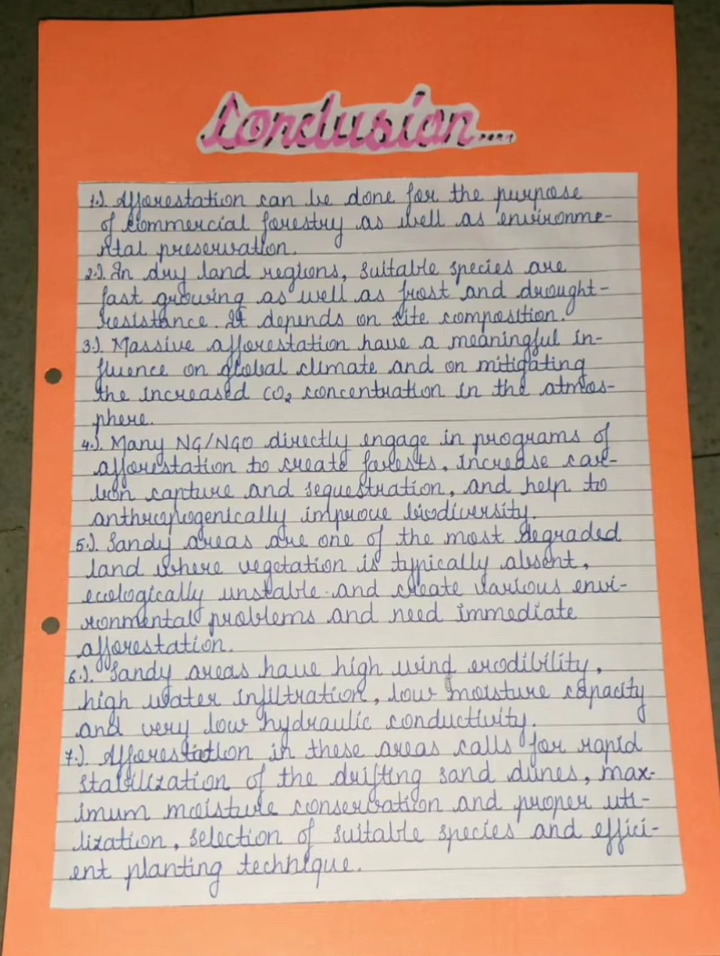 Conclusion....
1.). Afforestation can be done for the purpose
of commercial forestry as well as environme-
ntal preservation.
2.). In dry land regions, suitable species are
fast growing as well as frost and drought-
resistance. It depends on site composition.
3.). Massive afforestation have a meaningful in-
fluence on global climate and on mitigating
the increased CO₂ concentration in the atmos-
phere.
4.). Many NG/NGO directly engage in programs of
afforestation to create forests, increase car-
bon capture and sequestration, and help to
anthropogenically improve biodiversity.
5.). Sandy areas are one of the most degraded
land where vegetation is typically absent,
ecologically unstable and create various envi-
ronmental problems and need immediate
afforestation.
6.). Sandy areas have high wind erodibility,
high water infiltration, low moisture capacity
and very low hydraulic conductivity.
7.). Afforestation in these areas calls for rapid
stabilization of the drifting sand dunes, max-
imum moisture conservation and proper uti-
lization, selection of suitable species and effici-
ent planting technique.